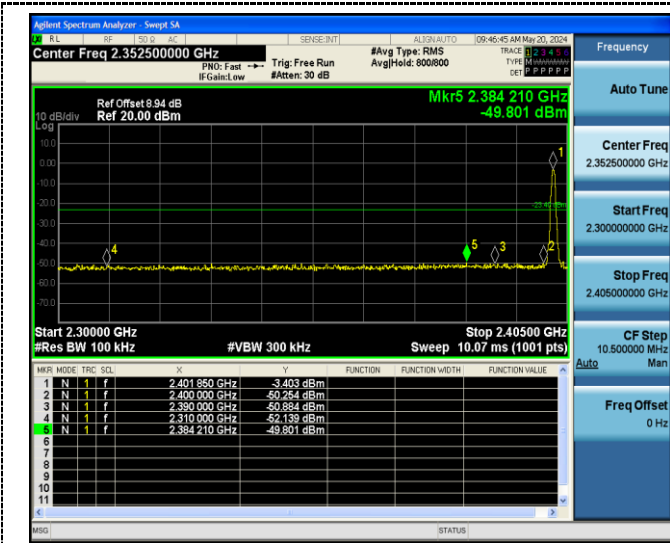 Agilent Spectrum Analyzer - Swept SA
RL RF 50 Ω AC SENSE:INT ALIGN AUTO 09:46:45 AM May 20, 2024
Center Freq 2.352500000 GHz
PNO: Fast
IFGain:Low
Trig: Free Run
#Atten: 30 dB
#Avg Type: RMS
Avg|Hold: 800/800
TRACE 1 2 3 4 5 6
TYPE M
DET P P P P P P
Mkr5 2.384 210 GHz
-49.801 dBm
Ref Offset 8.94 dB
10 dB/div Ref 20.00 dBm
Log
10.0
0.00
-10.0
-20.0
-30.0
-40.0
-50.0
-60.0
-70.0
1
4
5
3
2
Start 2.30000 GHz Stop 2.40500 GHz
#Res BW 100 kHz #VBW 300 kHz Sweep 10.07 ms (1001 pts)
MKR MODE TRC SCL X Y FUNCTION FUNCTION WIDTH FUNCTION VALUE
1 N 1 f 2.401 850 GHz -3.403 dBm
2 N 1 f 2.400 000 GHz -50.254 dBm
3 N 1 f 2.390 000 GHz -50.884 dBm
4 N 1 f 2.310 000 GHz -52.139 dBm
5 N 1 f 2.384 210 GHz -49.801 dBm
6
7
8
9
10
11
MSG STATUS
Frequency
Auto Tune
Center Freq
2.352500000 GHz
Start Freq
2.300000000 GHz
Stop Freq
2.405000000 GHz
CF Step
10.500000 MHz
Auto Man
Freq Offset
0 Hz